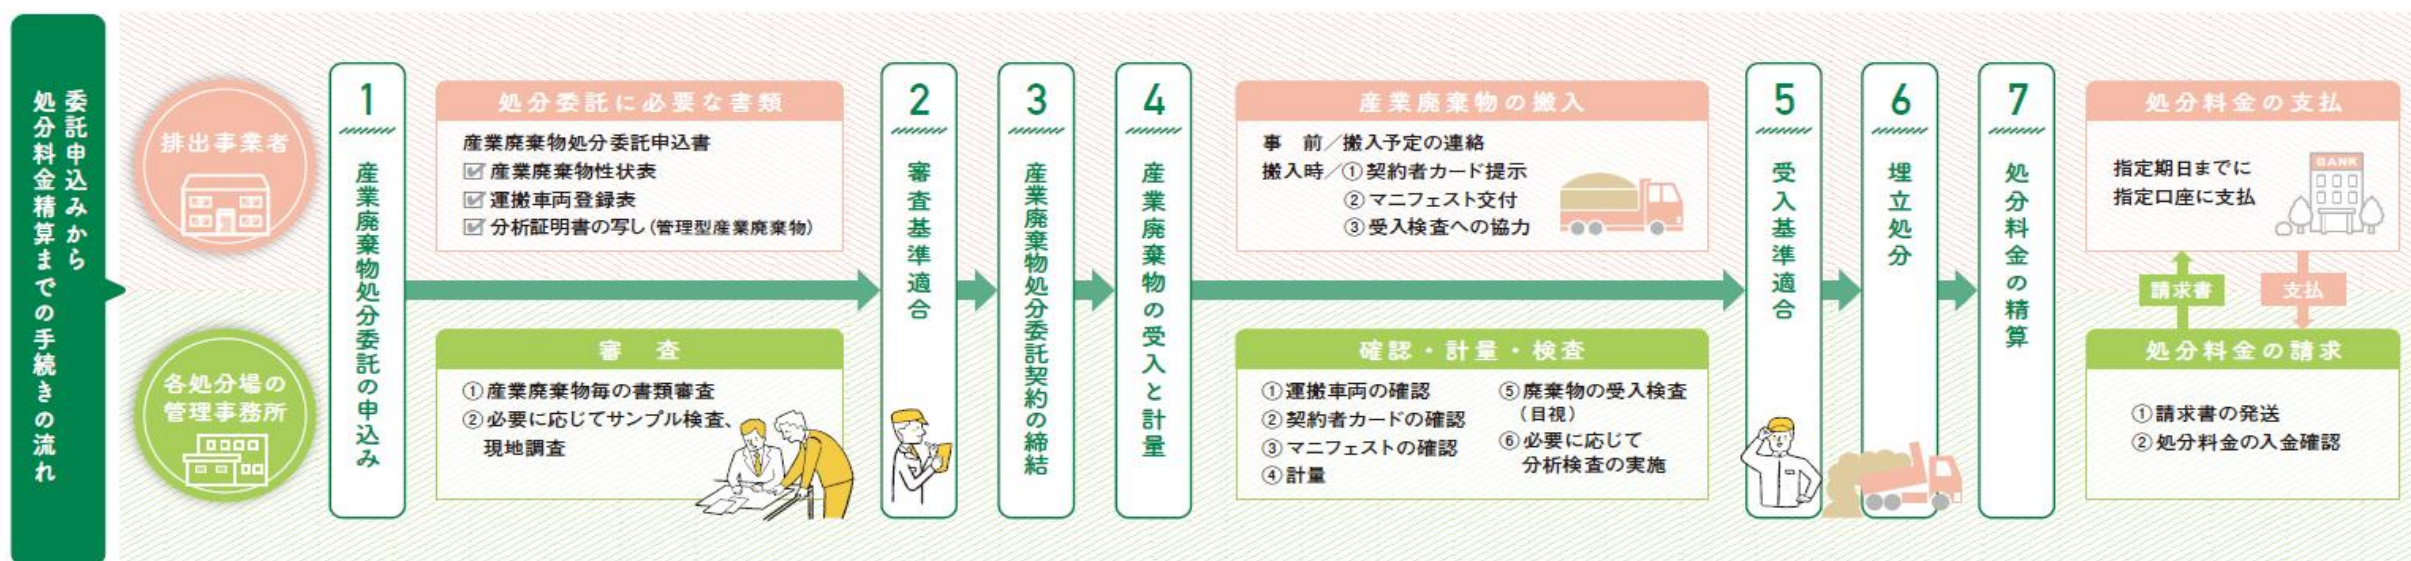 委託申込みから
処分料金精算までの手続きの流れ
排出事業者
各処分場の
管理事務所
1
産業廃棄物処分委託の申込み
処分委託に必要な書類
産業廃棄物処分委託申込書
産業廃棄物性状表
運搬車両登録表
分析証明書の写し（管理型産業廃棄物）
審　査
①産業廃棄物毎の書類審査
②必要に応じてサンプル検査、
現地調査
2
審査基準適合
3
産業廃棄物処分委託契約の締結
4
産業廃棄物の受入と計量
産業廃棄物の搬入
事　前／搬入予定の連絡
搬入時／①契約者カード提示
②マニフェスト交付
③受入検査への協力
確認・計量・検査
①運搬車両の確認
②契約者カードの確認
③マニフェストの確認
④計量
⑤廃棄物の受入検査
（目視）
⑥必要に応じて
分析検査の実施
5
受入基準適合
6
埋立処分
7
処分料金の精算
処分料金の支払
指定期日までに
指定口座に支払
BANK
請求書
支払
処分料金の請求
①請求書の発送
②処分料金の入金確認